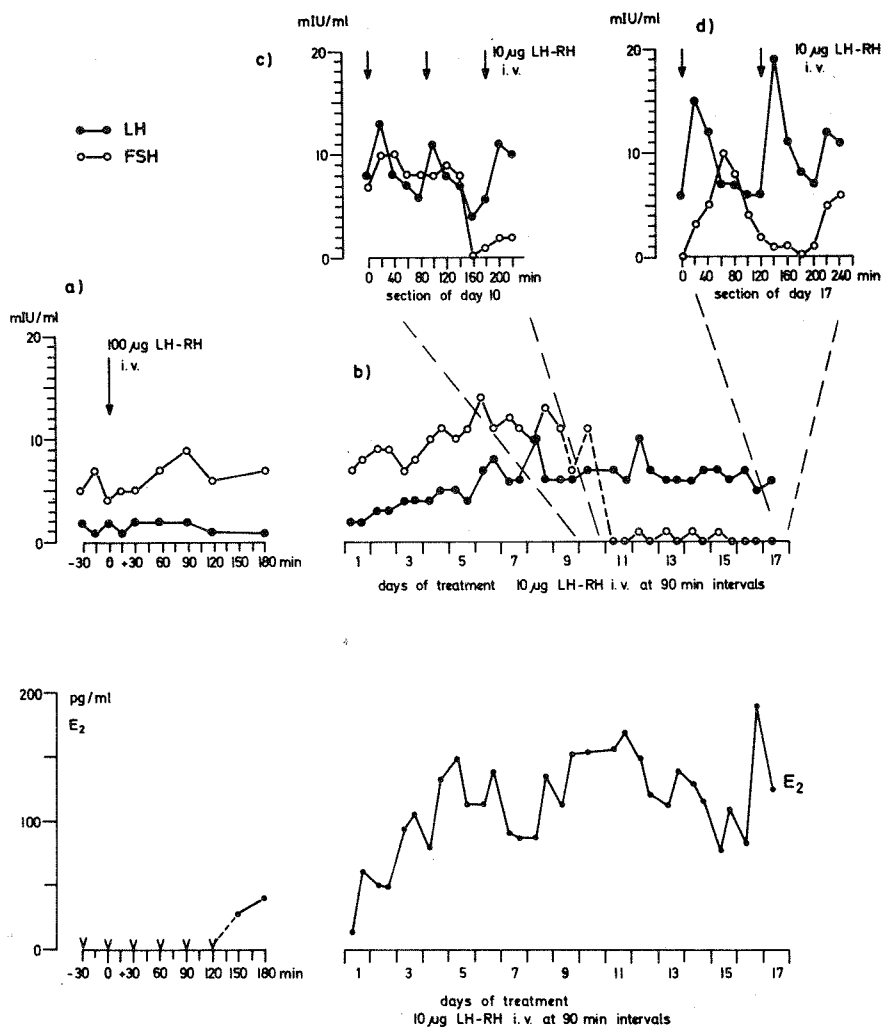 mIU/ml
c)
10 µg LH-RH
i.v.
20
10
0
0 40 80 120 160 200 min
section of day 10
mIU/ml
d)
10 µg LH-RH
i.v.
20
10
0
0 40 80 120 160 200 240 min
section of day 17
LH
FSH
a)
mIU/ml
100 µg LH-RH
i.v.
20
10
0
-30 0 +30 60 90 120 150 180 min
b)
1 3 5 7 9 11 13 15 17
days of treatment 10 µg LH-RH i.v. at 90 min intervals
200
pg/ml
E₂
100
0
-30 0 +30 60 90 120 150 180 min
E₂
1 3 5 7 9 11 13 15 17
days of treatment
10 µg LH-RH i.v. at 90 min intervals